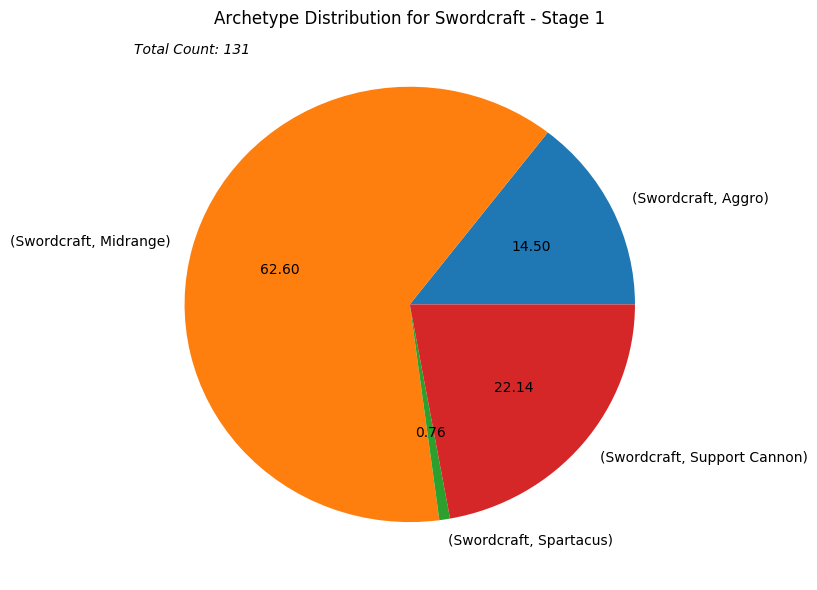 Archetype Distribution for Swordcraft - Stage 1
Total Count: 131
(Swordcraft, Aggro)
14.50
(Swordcraft, Midrange)
62.60
22.14
0.76
(Swordcraft, Support Cannon)
(Swordcraft, Spartacus)